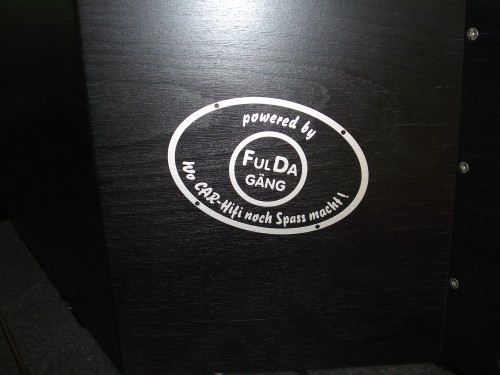 powered by
FULDA
GÄNG
Wo CAR-Hifi noch Spass macht!